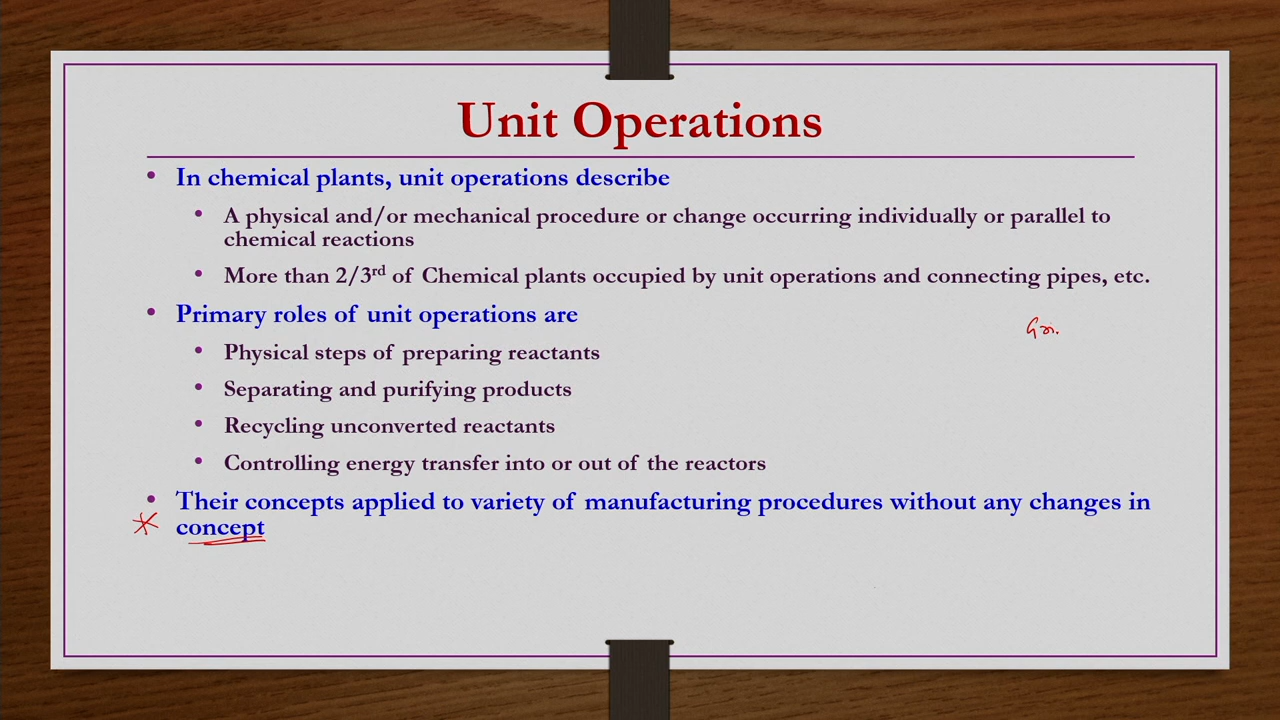 Unit Operations
• In chemical plants, unit operations describe
• A physical and/or mechanical procedure or change occurring individually or parallel to
chemical reactions
• More than 2/3rd of Chemical plants occupied by unit operations and connecting pipes, etc.
• Primary roles of unit operations are
• Physical steps of preparing reactants
• Separating and purifying products
• Recycling unconverted reactants
• Controlling energy transfer into or out of the reactors
• Their concepts applied to variety of manufacturing procedures without any changes in
concept